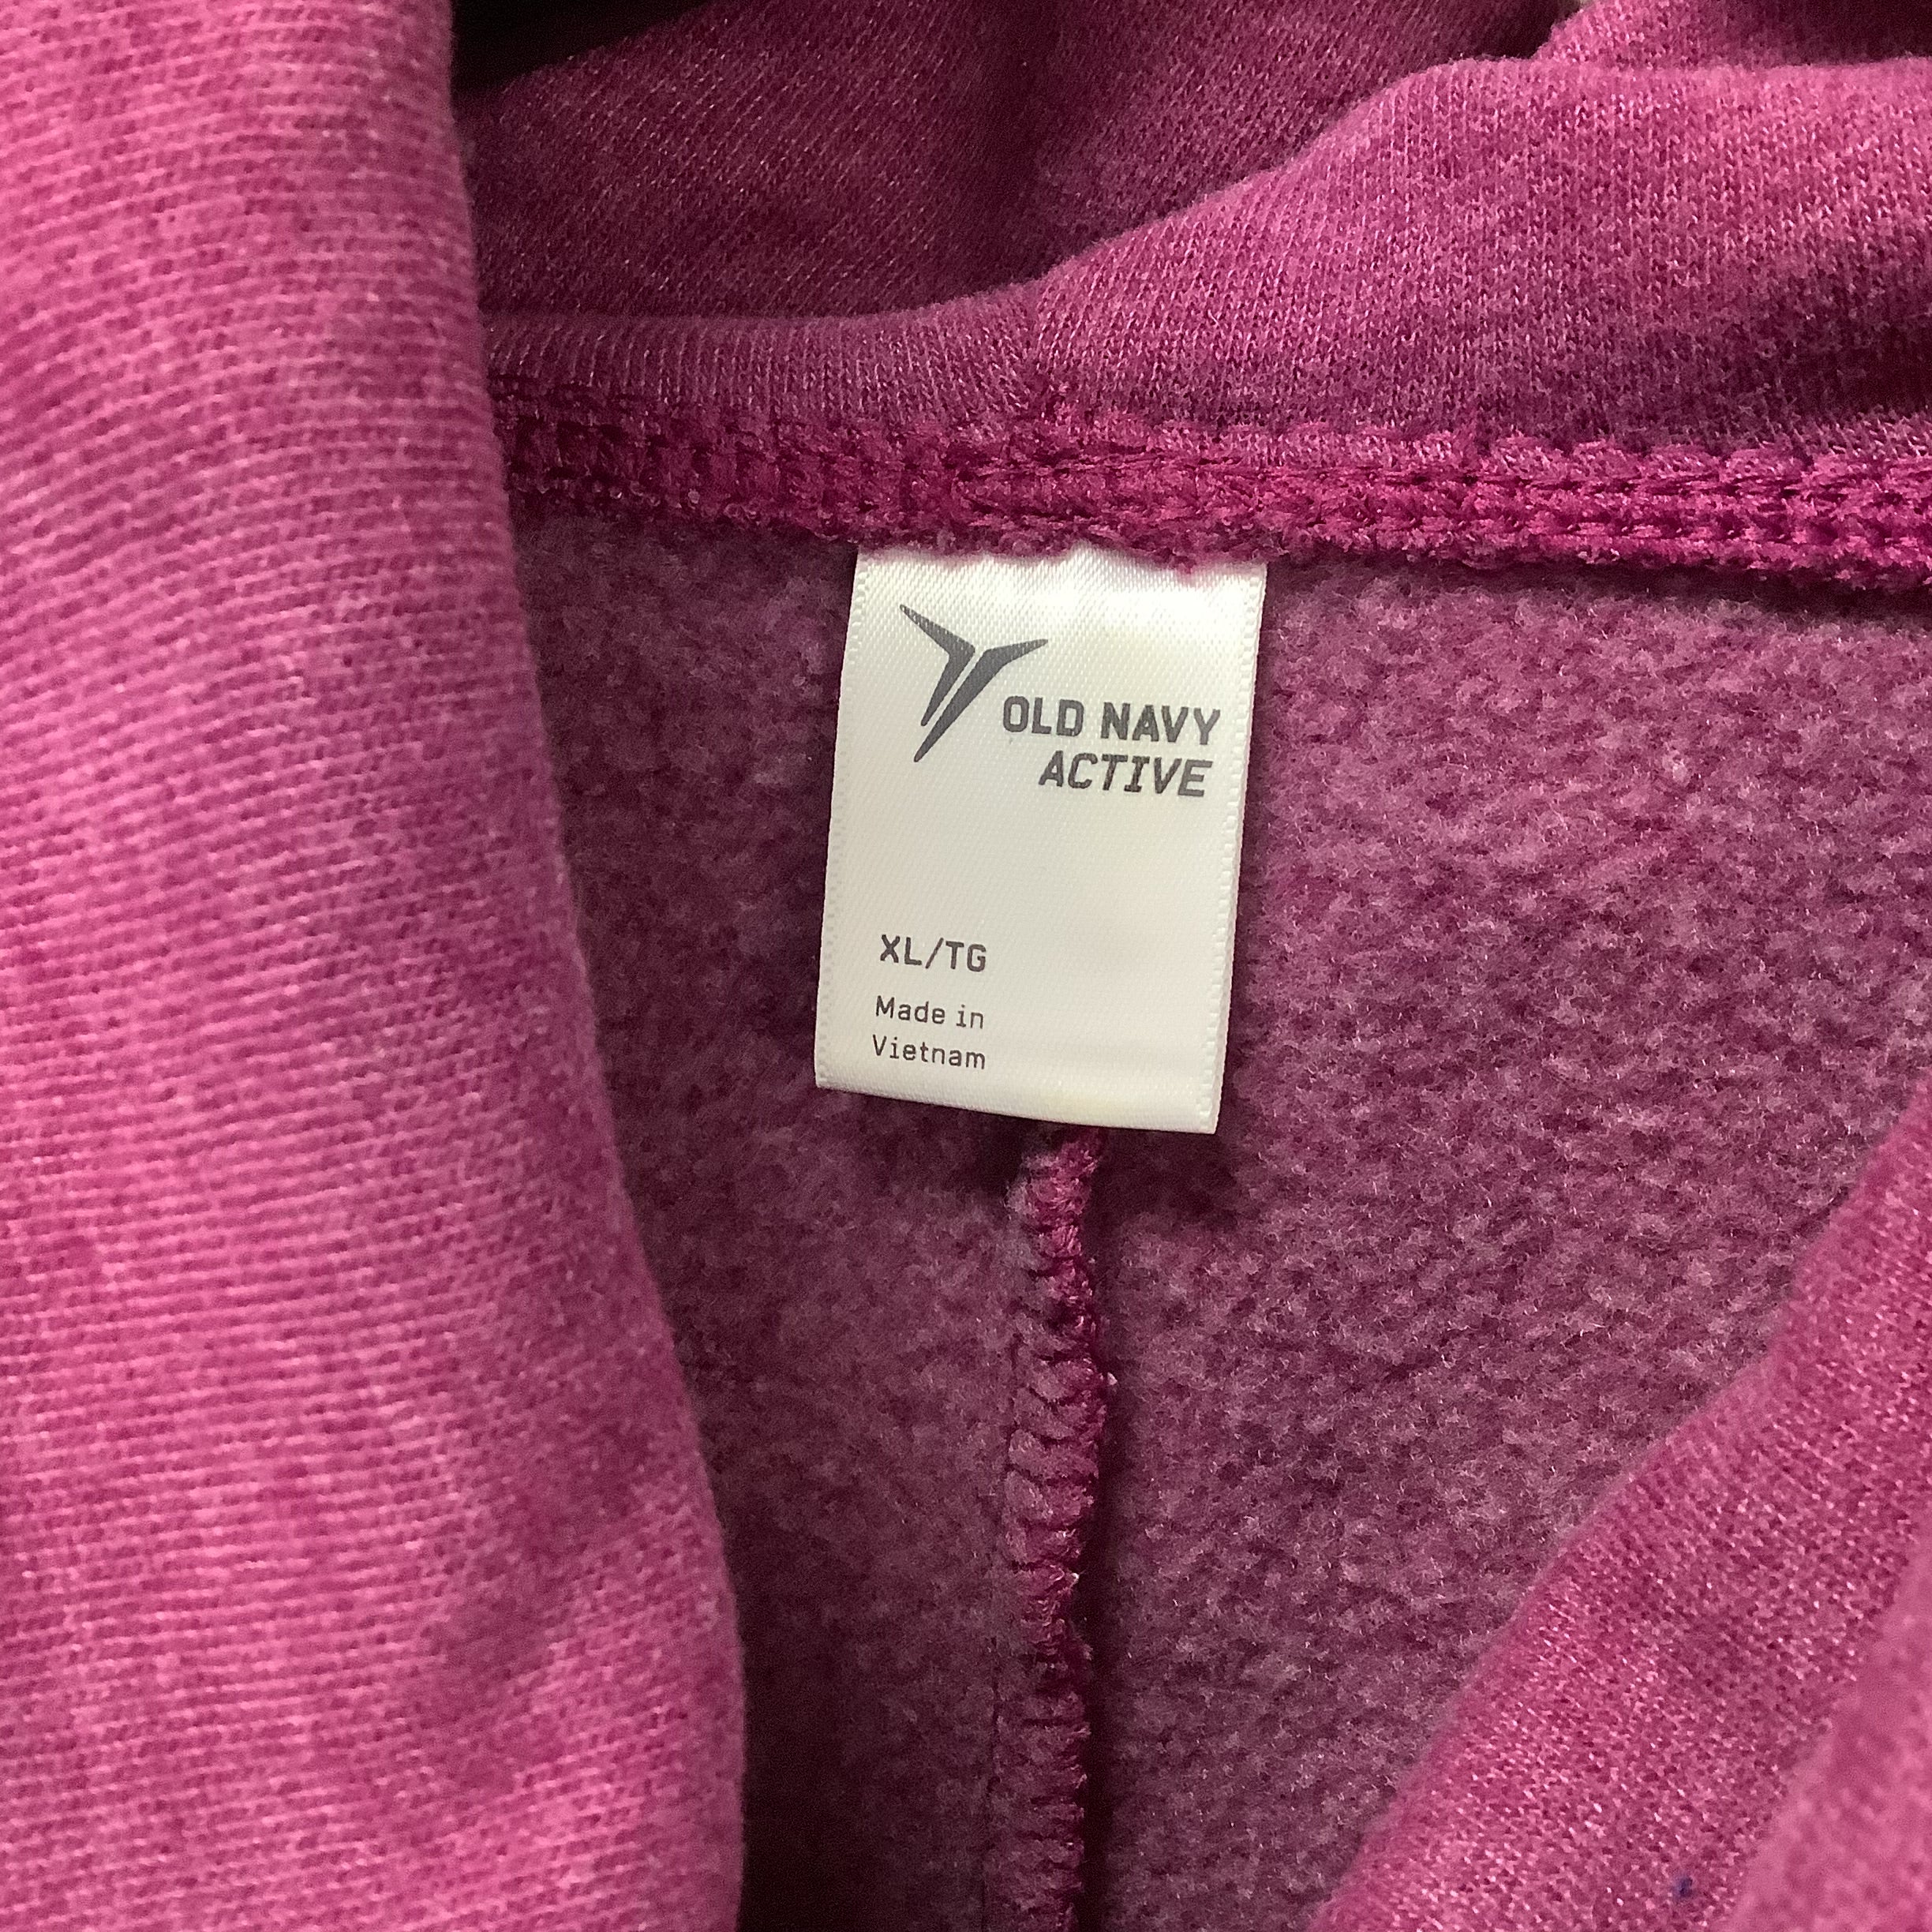 OLD NAVY
ACTIVE
XL/TG
Made in
Vietnam